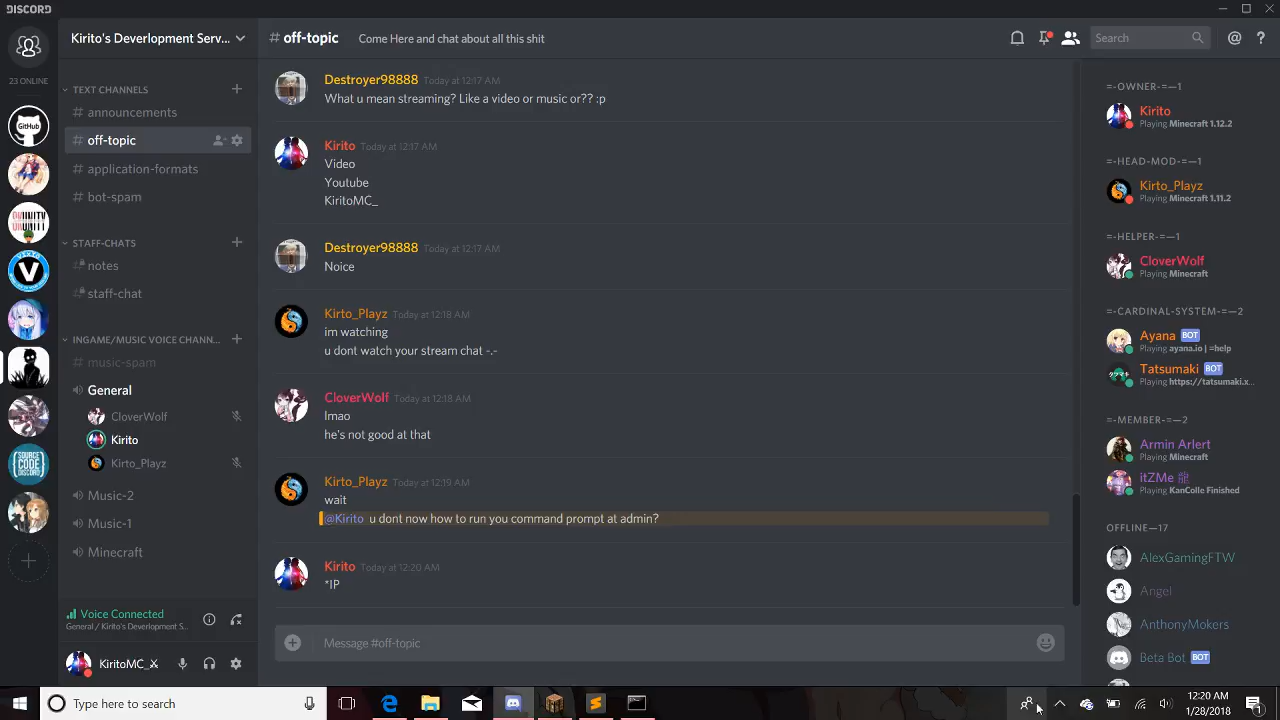 DISCORD
23 ONLINE
GitHub
SOURCE
CODE
DISCORD
Kirito's Deverlopment Serv...
TEXT CHANNELS
# announcements
# off-topic
# application-formats
# bot-spam
STAFF-CHATS
# notes
# staff-chat
INGAME/MUSIC VOICE CHANN...
# music-spam
General
CloverWolf
Kirito
Kirto_Playz
Music-2
Music-1
Minecraft
Voice Connected
General / Kirito's Deverlopment S...
KiritoMC_X
# off-topic Come Here and chat about all this shit
Search
Destroyer98888 Today at 12:17 AM
What u mean streaming? Like a video or music or?? :p
Kirito Today at 12:17 AM
Video
Youtube
KiritoMC_
Destroyer98888 Today at 12:17 AM
Noice
Kirto_Playz Today at 12:18 AM
im watching
u dont watch your stream chat -.-
CloverWolf Today at 12:18 AM
lmao
he's not good at that
Kirto_Playz Today at 12:19 AM
wait
@Kirito u dont now how to run you command prompt at admin?
Kirito Today at 12:20 AM
*IP
Message #off-topic
=-OWNER-=—1
Kirito
Playing Minecraft 1.12.2
=-HEAD-MOD-=—1
Kirto_Playz
Playing Minecraft 1.11.2
=-HELPER-=—1
CloverWolf
Playing Minecraft
=-CARDINAL-SYSTEM-=—2
Ayana BOT
Playing ayana.io | =help
Tatsumaki BOT
Playing https://tatsumaki.x...
=-MEMBER-=—2
Armin Arlert
Playing Minecraft
itZMe 龍
Playing KanColle Finished
OFFLINE—17
AlexGamingFTW
Angel
AnthonyMokers
Beta Bot BOT
Type here to search
12:20 AM
1/28/2018